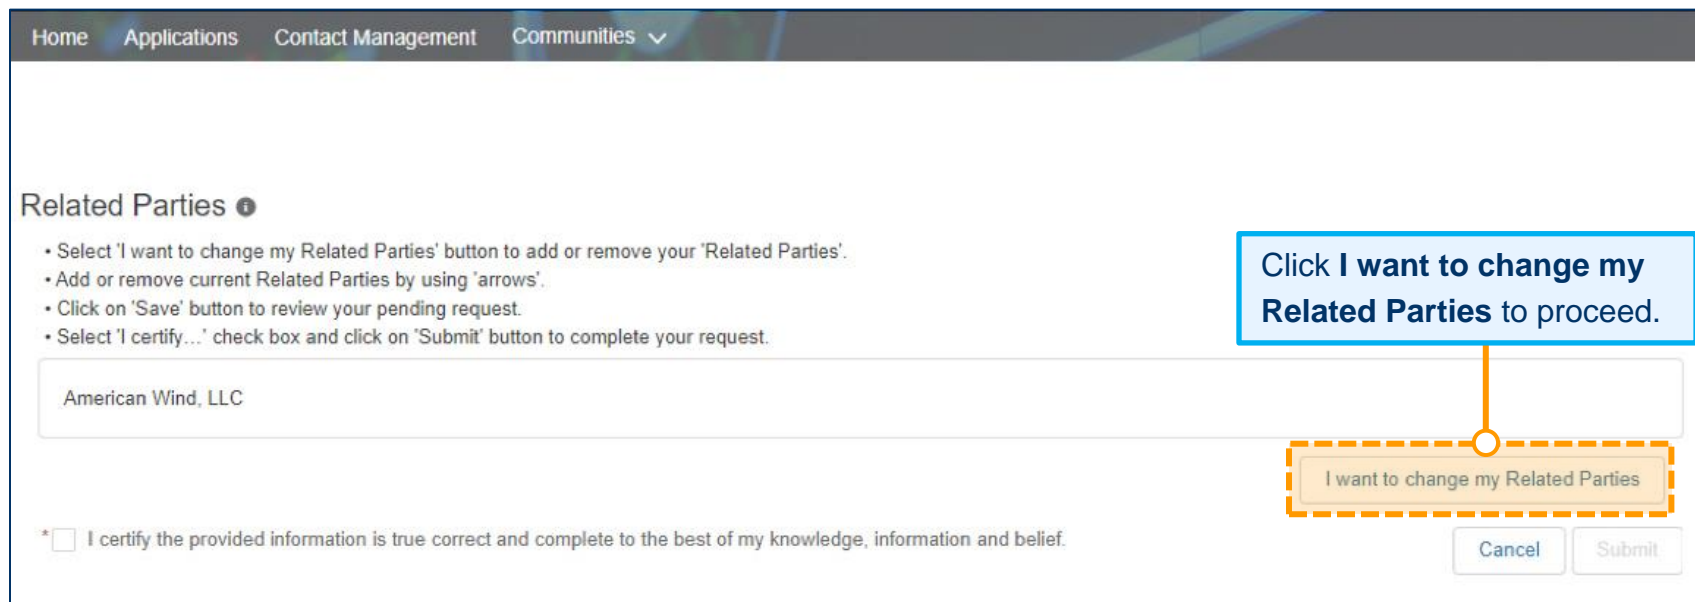 Home Applications Contact Management Communities
Related Parties
• Select 'I want to change my Related Parties' button to add or remove your 'Related Parties'.
• Add or remove current Related Parties by using 'arrows'.
• Click on 'Save' button to review your pending request.
• Select 'I certify…' check box and click on 'Submit' button to complete your request.
Click I want to change my
Related Parties to proceed.
American Wind, LLC
I want to change my Related Parties
* I certify the provided information is true correct and complete to the best of my knowledge, information and belief.
Cancel Submit